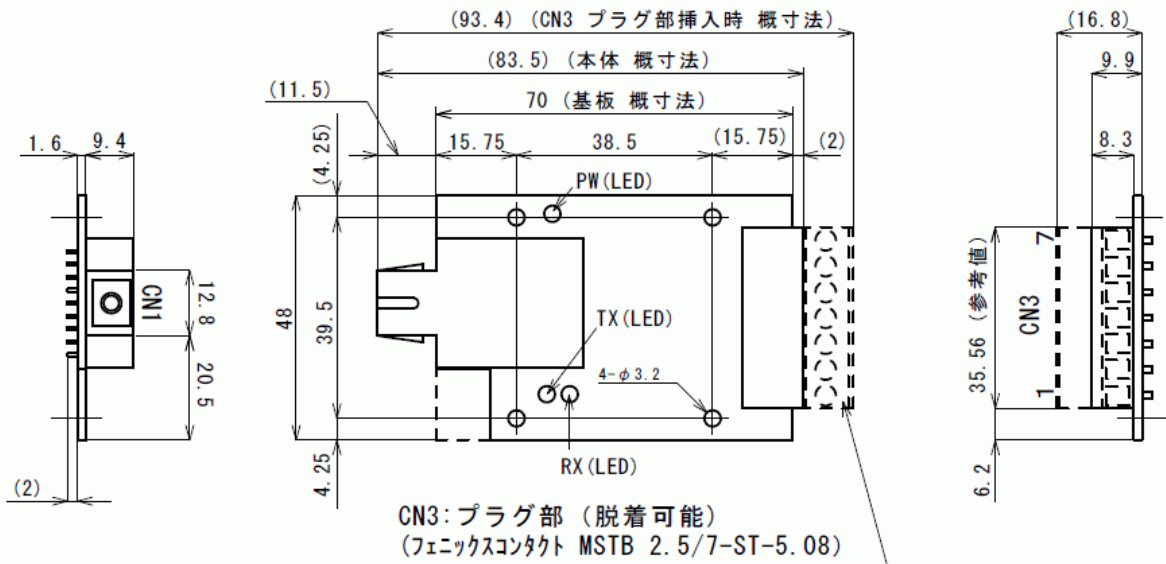 (93.4) (CN3 プラグ部挿入時 概寸法)
(16.8)
(83.5) (本体 概寸法)
9.9
(11.5)
70 (基板 概寸法)
1.6
9.4
(4.25)
15.75
38.5
(15.75)
(2)
8.3
PW(LED)
CN1
12.8
48
39.5
TX(LED)
4-φ3.2
35.56 (参考値)
CN3
7
1
20.5
(2)
4.25
RX(LED)
6.2
CN3:プラグ部 (脱着可能)
(フェニックスコンタクト MSTB 2.5/7-ST-5.08)